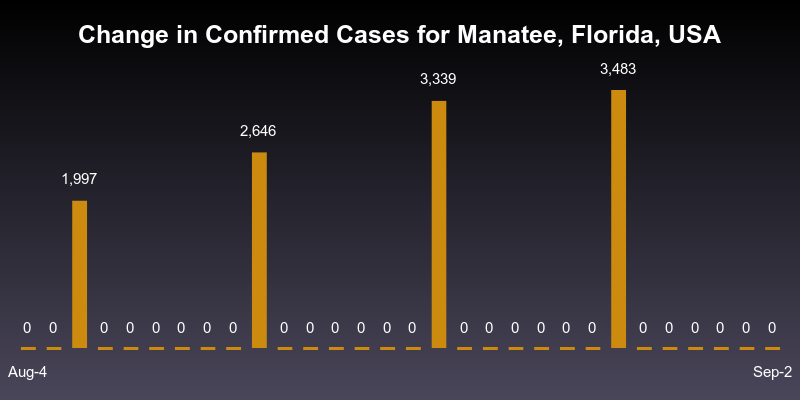 Change in Confirmed Cases for Manatee, Florida, USA
3,483
3,339
2,646
1,997
0 0 0 0 0 0 0 0 0 0 0 0 0 0 0 0 0 0 0 0 0 0 0 0 0 0
Aug-4 Sep-2